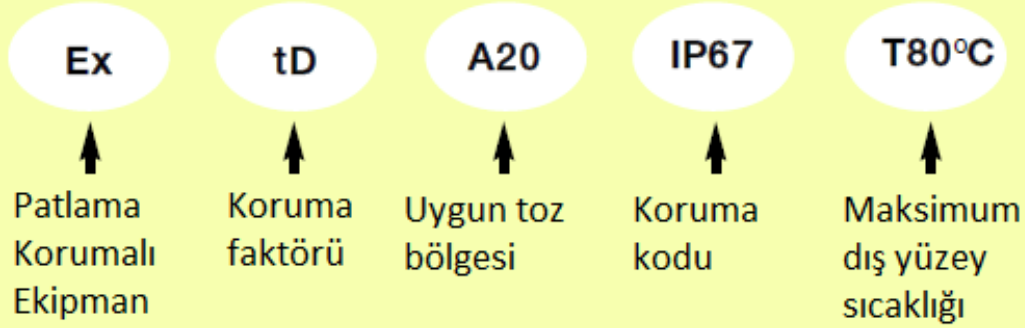 Ex tD A20 IP67 T80°C
Patlama Korumalı Ekipman
Koruma faktörü
Uygun toz bölgesi
Koruma kodu
Maksimum dış yüzey sıcaklığı